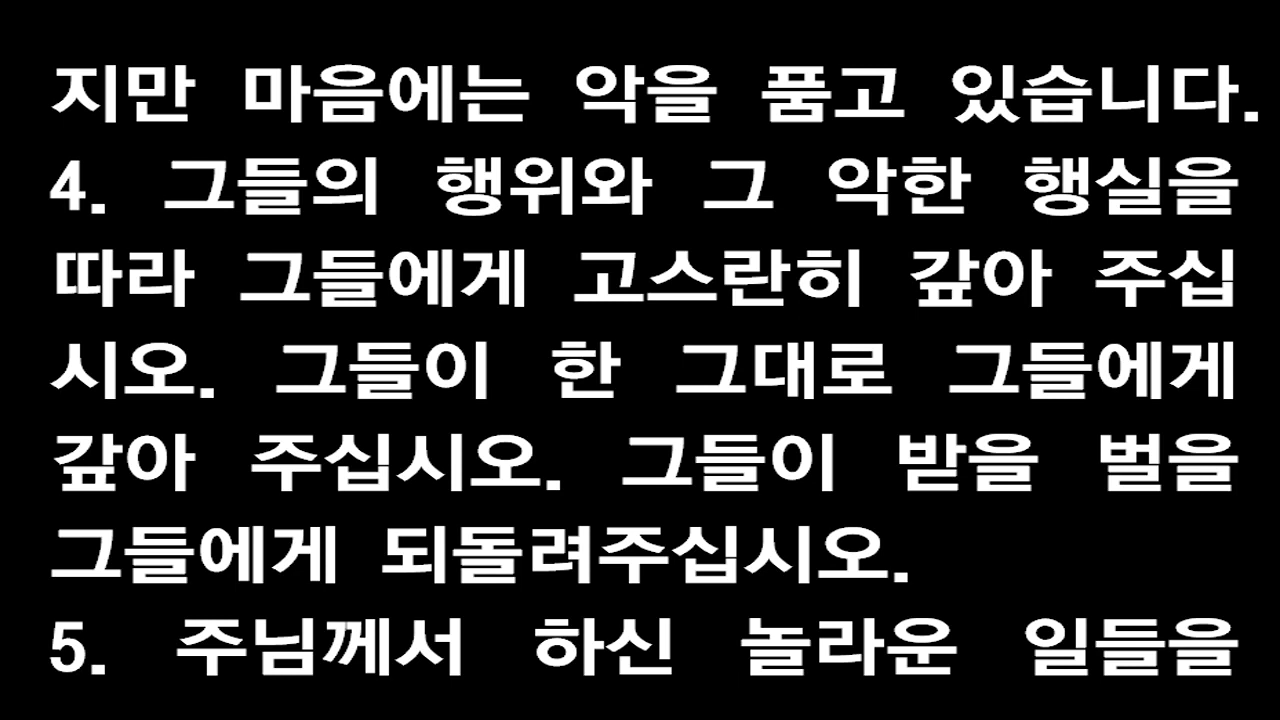 지만 마음에는 악을 품고 있습니다.
4. 그들의 행위와 그 악한 행실을
따라 그들에게 고스란히 갚아 주십
시오. 그들이 한 그대로 그들에게
갚아 주십시오. 그들이 받을 벌을
그들에게 되돌려주십시오.
5. 주님께서 하신 놀라운 일들을